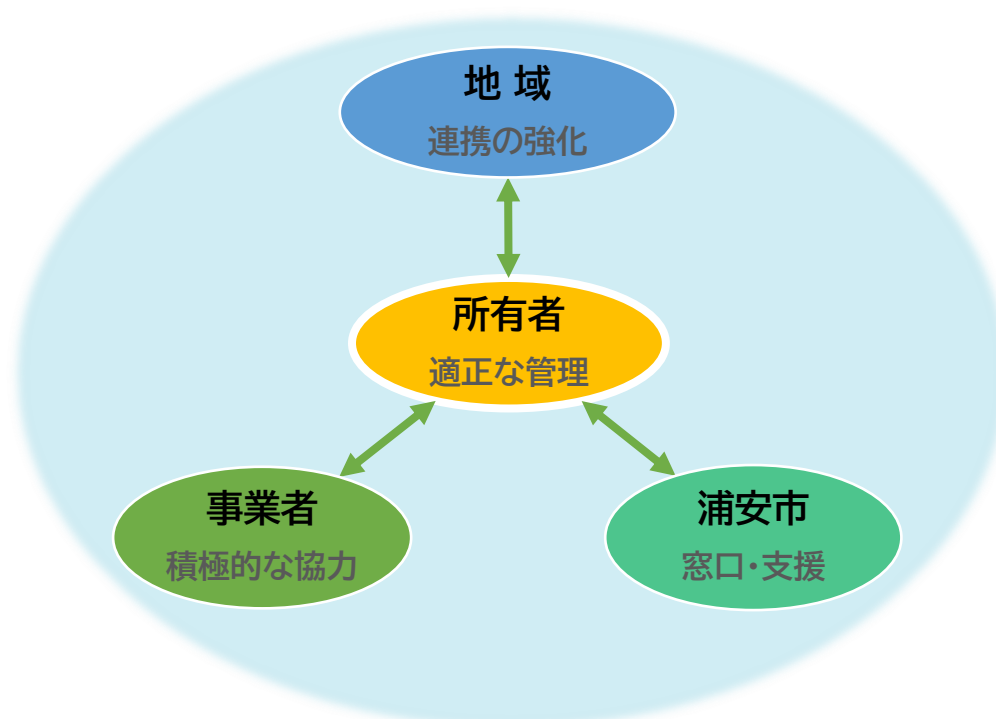 地 域
連携の強化
所有者
適正な管理
事業者
積極的な協力
浦安市
窓口・支援